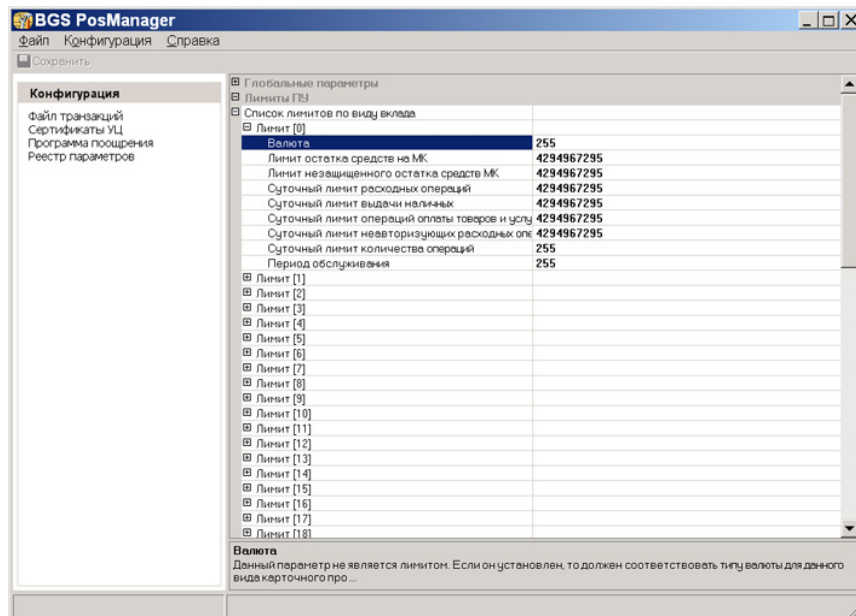 BGS PosManager
Файл Конфигурация Справка
Сохранить
Конфигурация
Файл транзакций
Сертификаты УЦ
Программа поощрения
Реестр параметров
Глобальные параметры
Лимиты ПУ
Список лимитов по виду вклада
Лимит [0]
Валюта 255
Лимит остатка средств на МК 4294967295
Лимит незащищенного остатка средств МК 4294967295
Суточный лимит расходных операций 4294967295
Суточный лимит выдачи наличных 4294967295
Суточный лимит операций оплаты товаров и услу 4294967295
Суточный лимит неавторизующих расходных опе 4294967295
Суточный лимит количества операций 255
Период обслуживания 255
Лимит [1]
Лимит [2]
Лимит [3]
Лимит [4]
Лимит [5]
Лимит [6]
Лимит [7]
Лимит [8]
Лимит [9]
Лимит [10]
Лимит [11]
Лимит [12]
Лимит [13]
Лимит [14]
Лимит [15]
Лимит [16]
Лимит [17]
Лимит [18]
Валюта
Данный параметр не является лимитом. Если он установлен, то должен соответствовать типу валюты для данного
вида карточного про ...